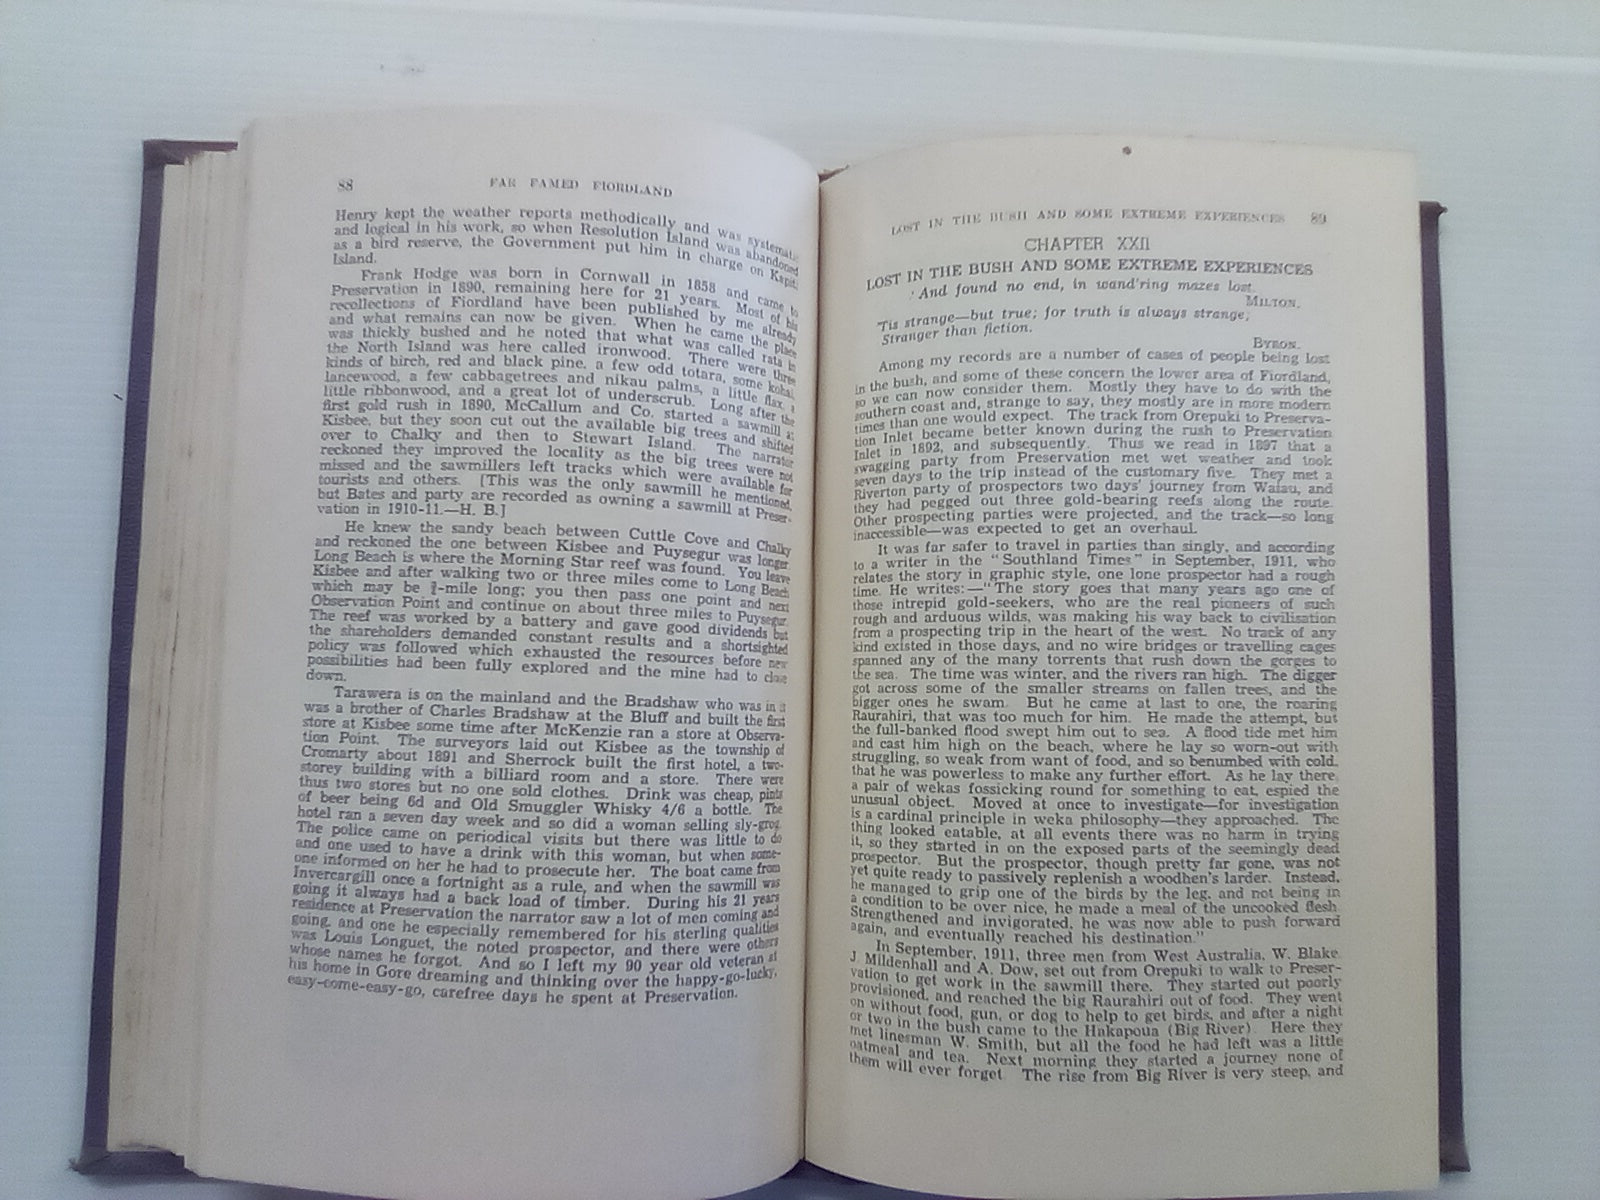 88
FAR FAMED FIORDLAND
Henry kept the weather reports methodically and was systematic
and logical in his work, so when Resolution Island was abandoned
as a bird reserve, the Government put him in charge on Kapiti
Island.
Frank Hodge was born in Cornwall in 1858 and came to
Preservation in 1890, remaining here for 21 years. Most of his
recollections of Fiordland have been published by me already
and what remains can now be given. When he came the place
was thickly bushed and he noted that what was called rata in
the North Island was here called ironwood. There were three
kinds of birch, red and black pine, a few odd totara, some kohai,
lancewood, a few cabbagetrees and nikau palms, a little flax, a
little ribbonwood, and a great lot of underscrub. Long after the
first gold rush in 1890, McCallum and Co. started a sawmill at
Kisbee, but they soon cut out the available big trees and shifted
over to Chalky and then to Stewart Island. The narrator
reckoned they improved the locality as the big trees were not
missed and the sawmillers left tracks which were available for
tourists and others. [This was the only sawmill he mentioned,
but Bates and party are recorded as owning a sawmill at Preser-
vation in 1910-11.—H. B.]
He knew the sandy beach between Cuttle Cove and Chalky
and reckoned the one between Kisbee and Puysegur was longer
Long Beach is where the Morning Star reef was found. You leave
Kisbee and after walking two or three miles come to Long Beach
which may be -mile long; you then pass one point and next
Observation Point and continue on about three miles to Puysegur.
The reef was worked by a battery and gave good dividends but
the shareholders demanded constant results and a shortsighted
policy was followed which exhausted the resources before new
possibilities had been fully explored and the mine had to close
down.
Tarawera is on the mainland and the Bradshaw who was in it
was a brother of Charles Bradshaw at the Bluff and built the first
store at Kisbee some time after McKenzie ran a store at Observa-
tion Point. The surveyors laid out Kisbee as the township of
Cromarty about 1891 and Sherrock built the first hotel, a two-
storey building with a billiard room and a store. There were
thus two stores but no one sold clothes. Drink was cheap, pints
of beer being 6d and Old Smuggler Whisky 4/6 a bottle. The
hotel ran a seven day week and so did a woman selling sly-grog.
The police came on periodical visits but there was little to do
and one used to have a drink with this woman, but when some-
one informed on her he had to prosecute her. The boat came from
Invercargill once a fortnight as a rule, and when the sawmill was
going it always had a back load of timber. During his 21 years
residence at Preservation the narrator saw a lot of men coming and
going, and one he especially remembered for his sterling qualities
was Louis Longuet, the noted prospector, and there were others
whose names he forgot. And so I left my 90 year old veteran at
his home in Gore dreaming and thinking over the happy-go-lucky,
easy-come-easy-go, carefree days he spent at Preservation.
LOST IN THE BUSH AND SOME EXTREME EXPERIENCES 89
CHAPTER XXII
LOST IN THE BUSH AND SOME EXTREME EXPERIENCES
And found no end, in wand'ring mazes lost.
MILTON.
'Tis strange—but true; for truth is always strange;
Stranger than fiction.
BYRON.
Among my records are a number of cases of people being lost
in the bush, and some of these concern the lower area of Fiordland,
so we can now consider them. Mostly they have to do with the
southern coast and, strange to say, they mostly are in more modern
times than one would expect. The track from Orepuki to Preserva-
tion Inlet became better known during the rush to Preservation
Inlet in 1892, and subsequently. Thus we read in 1897 that a
swagging party from Preservation met wet weather and took
seven days to the trip instead of the customary five. They met a
Riverton party of prospectors two days' journey from Waiau, and
they had pegged out three gold-bearing reefs along the route.
Other prospecting parties were projected, and the track—so long
inaccessible—was expected to get an overhaul.
It was far safer to travel in parties than singly, and according
to a writer in the "Southland Times" in September, 1911, who
relates the story in graphic style, one lone prospector had a rough
time. He writes:—"The story goes that many years ago one of
those intrepid gold-seekers, who are the real pioneers of such
rough and arduous wilds, was making his way back to civilisation
from a prospecting trip in the heart of the west. No track of any
kind existed in those days, and no wire bridges or travelling cages
spanned any of the many torrents that rush down the gorges to
the sea. The time was winter, and the rivers ran high. The digger
got across some of the smaller streams on fallen trees, and the
bigger ones he swam. But he came at last to one, the roaring
Raurahiri, that was too much for him. He made the attempt, but
the full-banked flood swept him out to sea. A flood tide met him
and cast him high on the beach, where he lay so worn-out with
struggling, so weak from want of food, and so benumbed with cold,
that he was powerless to make any further effort. As he lay there,
a pair of wekas fossicking round for something to eat, espied the
unusual object. Moved at once to investigate—for investigation
is a cardinal principle in weka philosophy—they approached. The
thing looked eatable, at all events there was no harm in trying
it, so they started in on the exposed parts of the seemingly dead
prospector. But the prospector, though pretty far gone, was not
yet quite ready to passively replenish a woodhen's larder. Instead,
he managed to grip one of the birds by the leg, and not being in
a condition to be over nice, he made a meal of the uncooked flesh.
Strengthened and invigorated, he was now able to push forward
again, and eventually reached his destination."
In September, 1911, three men from West Australia, W. Blake,
J. Mildenhall and A. Dow, set out from Orepuki to walk to Preser-
vation to get work in the sawmill there. They started out poorly
provisioned, and reached the big Raurahiri out of food. They went
on without food, gun, or dog to help to get birds, and after a night
or two in the bush came to the Hakapoua (Big River). Here they
met linesman W. Smith, but all the food he had left was a little
oatmeal and tea. Next morning they started a journey none of
them will ever forget. The rise from Big River is very steep, and